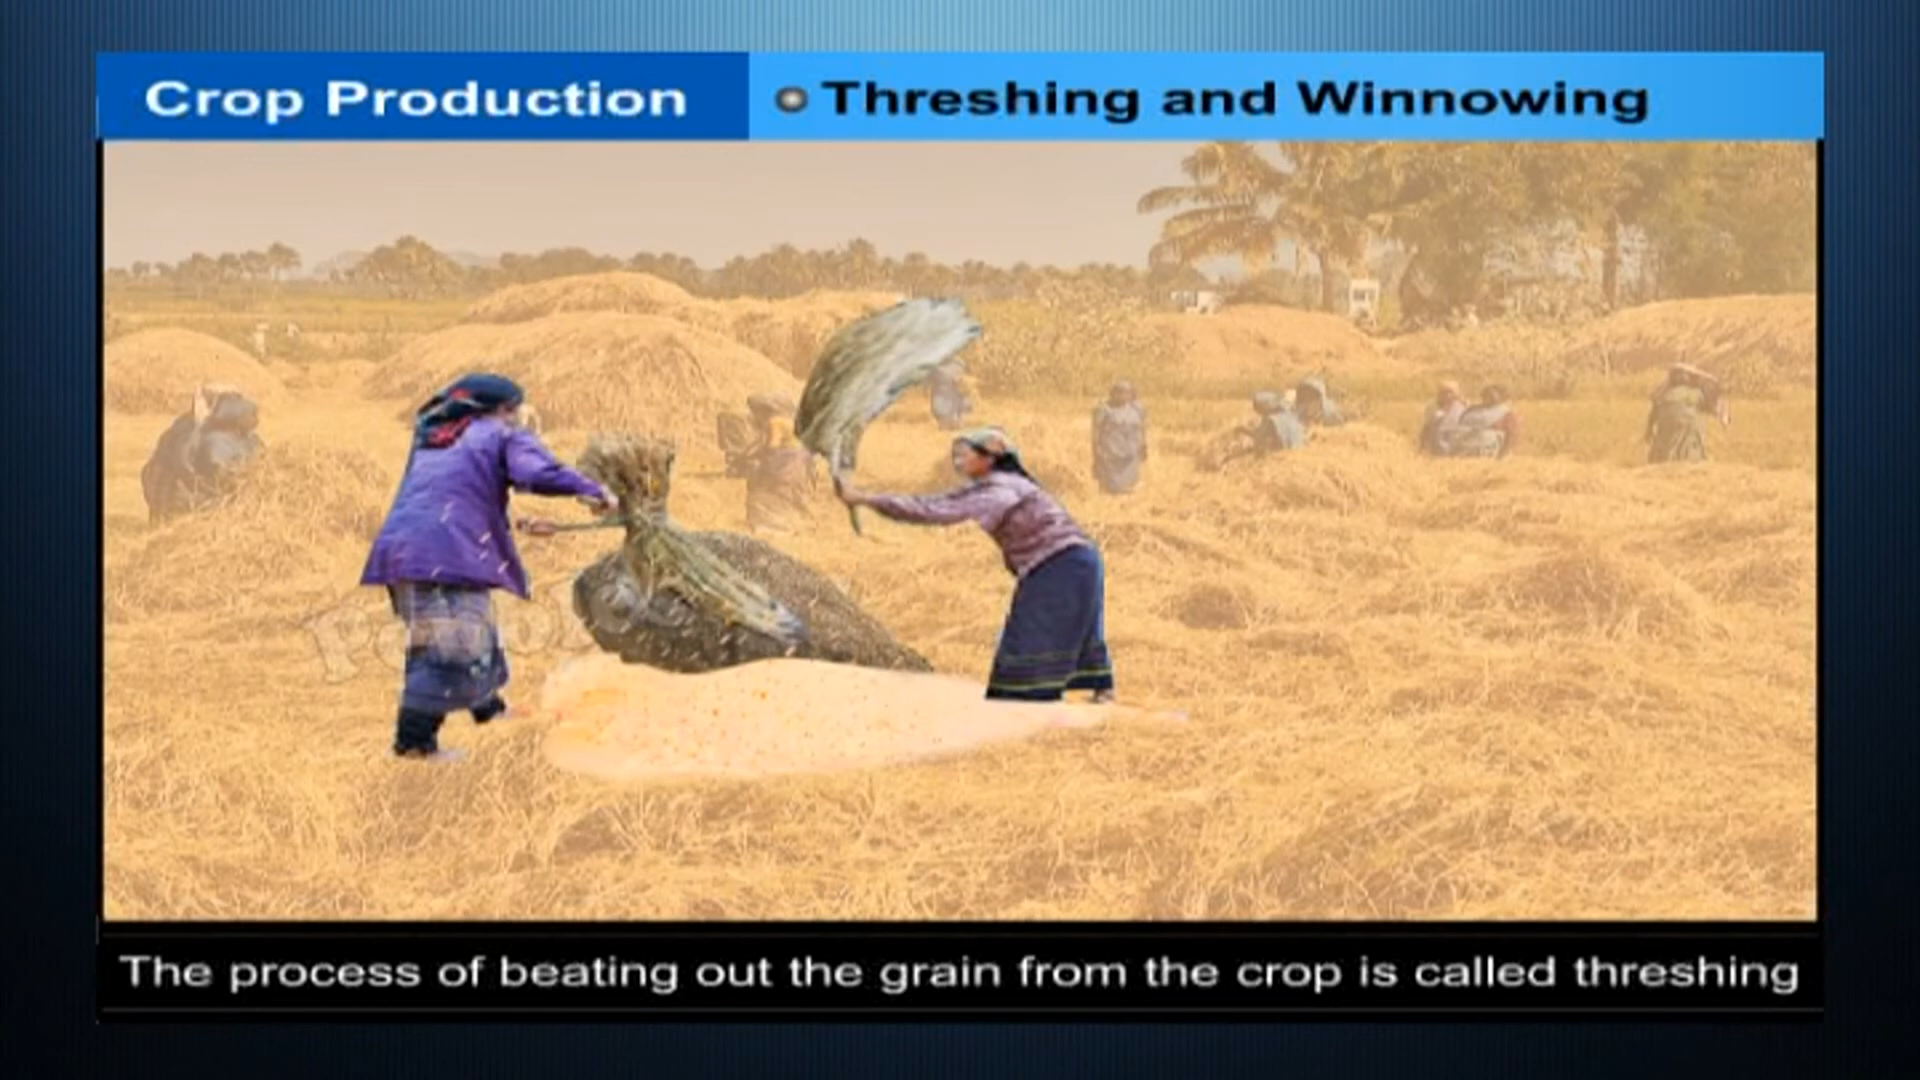 Crop Production
Threshing and Winnowing
The process of beating out the grain from the crop is called threshing